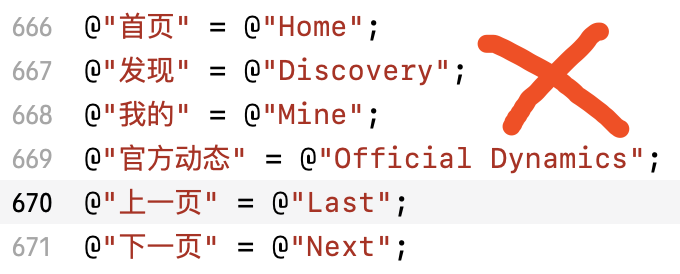 666 @"首页" = @"Home";
667 @"发现" = @"Discovery";
668 @"我的" = @"Mine";
669 @"官方动态" = @"Official Dynamics";
670 @"上一页" = @"Last";
671 @"下一页" = @"Next";